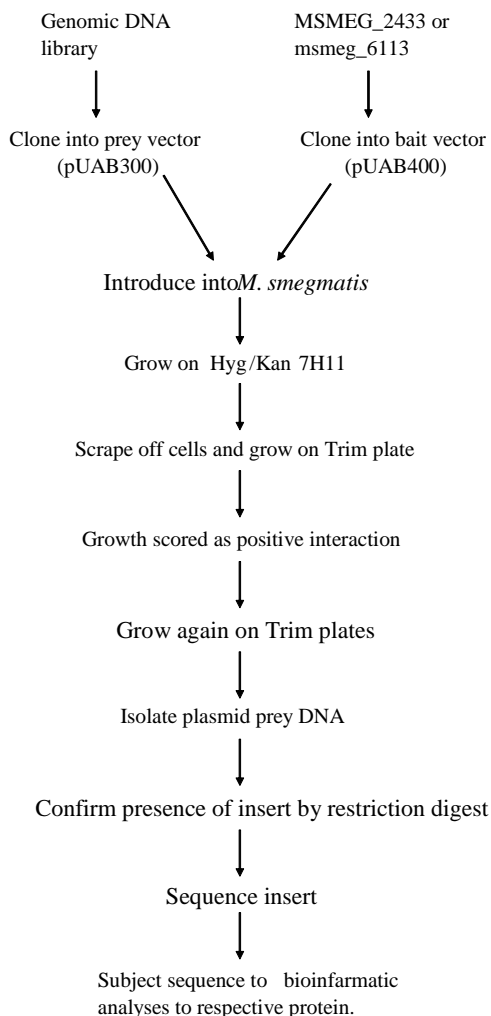 Genomic DNA
library
MSMEG_2433 or
msmeg_6113
Clone into prey vector
(pUAB300)
Clone into bait vector
(pUAB400)
Introduce into M. smegmatis
Grow on Hyg/Kan 7H11
Scrape off cells and grow on Trim plate
Growth scored as positive interaction
Grow again on Trim plates
Isolate plasmid prey DNA
Confirm presence of insert by restriction digest
Sequence insert
Subject sequence to bioinfarmatic
analyses to respective protein.